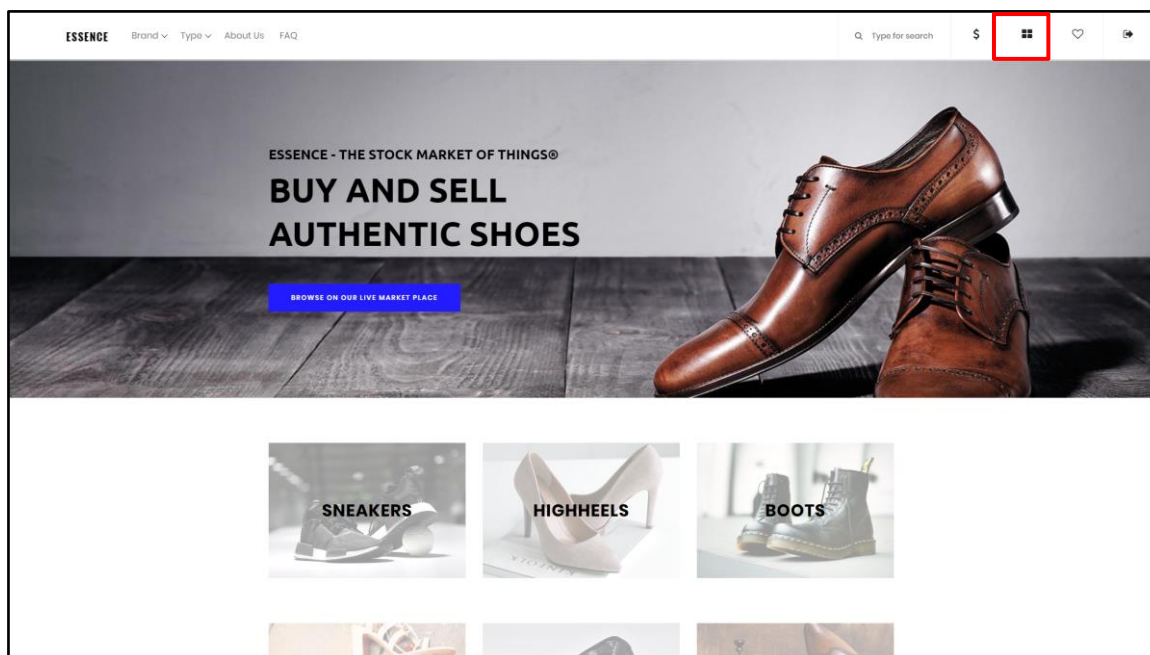 ESSENCE Brand Type About Us FAQ Type for search $
ESSENCE - THE STOCK MARKET OF THINGS®
BUY AND SELL
AUTHENTIC SHOES
BROWSE ON OUR LIVE MARKET PLACE
SNEAKERS HIGHHEELS BOOTS
KINFOLK